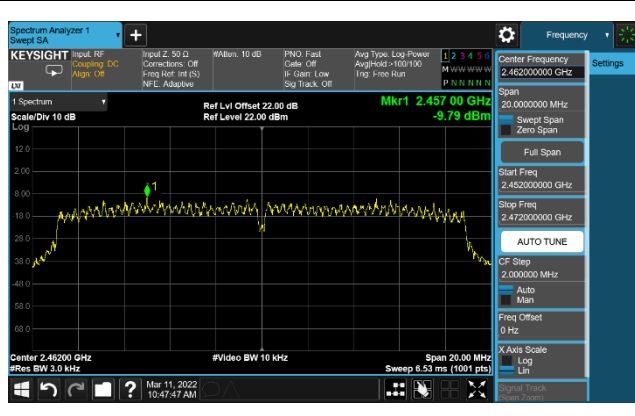 Spectrum Analyzer 1
Swept SA
Frequency
KEYSIGHT
Input: RF
Coupling: DC
Align: Off
Input Z: 50 Ω
Corrections: Off
Freq Ref: Int (S)
NFE: Adaptive
#Atten: 10 dB
PNO: Fast
Gate: Off
IF Gain: Low
Sig Track: Off
Avg Type: Log-Power
Avg|Hold:>100/100
Trig: Free Run
1 2 3 4 5 6
M W W W W W
P N N N N N
LXI
1 Spectrum
Scale/Div 10 dB
Log
Ref Lvl Offset 22.00 dB
Ref Level 22.00 dBm
Mkr1 2.457 00 GHz
-9.79 dBm
12.0
2.00
-8.00
-18.0
-28.0
-38.0
-48.0
-58.0
-68.0
1
Center 2.46200 GHz
#Res BW 3.0 kHz
#Video BW 10 kHz
Span 20.00 MHz
Sweep 6.53 ms (1001 pts)
?
Mar 11, 2022
10:47:47 AM
Center Frequency
2.462000000 GHz
Settings
Span
20.0000000 MHz
Swept Span
Zero Span
Full Span
Start Freq
2.452000000 GHz
Stop Freq
2.472000000 GHz
AUTO TUNE
CF Step
2.000000 MHz
Auto
Man
Freq Offset
0 Hz
X Axis Scale
Log
Lin
Signal Track
(Span Zoom)